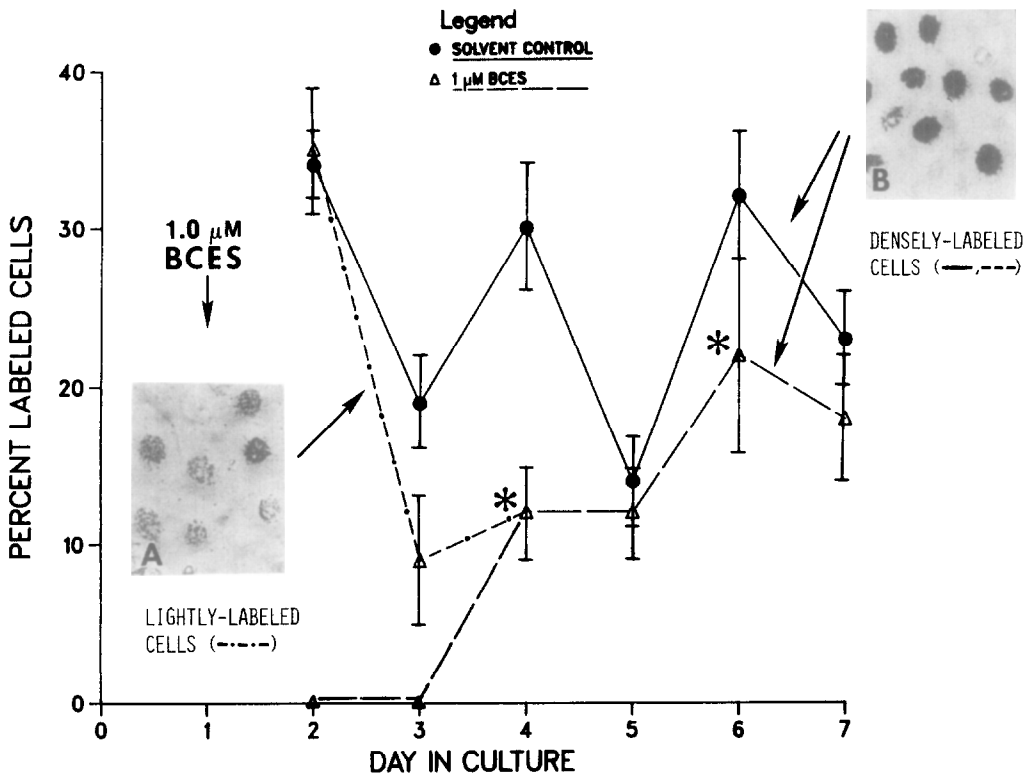 Legend
SOLVENT CONTROL
1 µM BCES
40
30
20
10
0
PERCENT LABELED CELLS
1.0 µM
BCES
A
LIGHTLY-LABELED
CELLS (-·-·-)
*
*
B
DENSELY-LABELED
CELLS (—,---)
0 1 2 3 4 5 6 7
DAY IN CULTURE